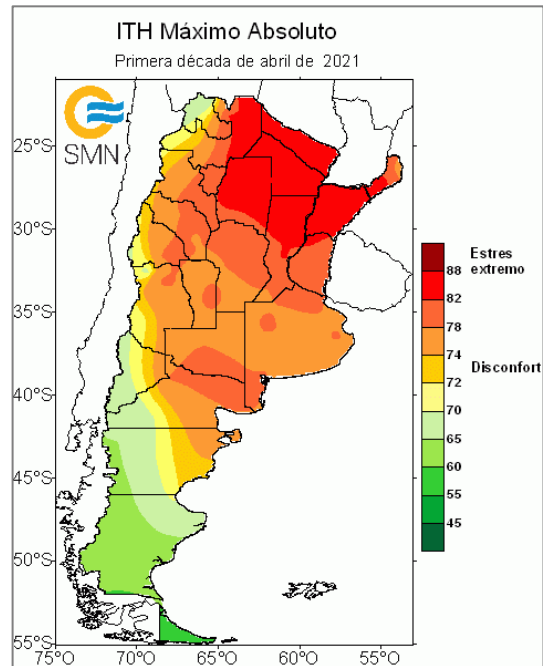 ITH Máximo Absoluto
Primera década de abril de 2021
SMN
25°S
30°S
35°S
40°S
45°S
50°S
55°S
75°O
70°O
65°O
60°O
55°O
Estres
extremo
88
82
78
74
Disconfort
72
70
65
60
55
45